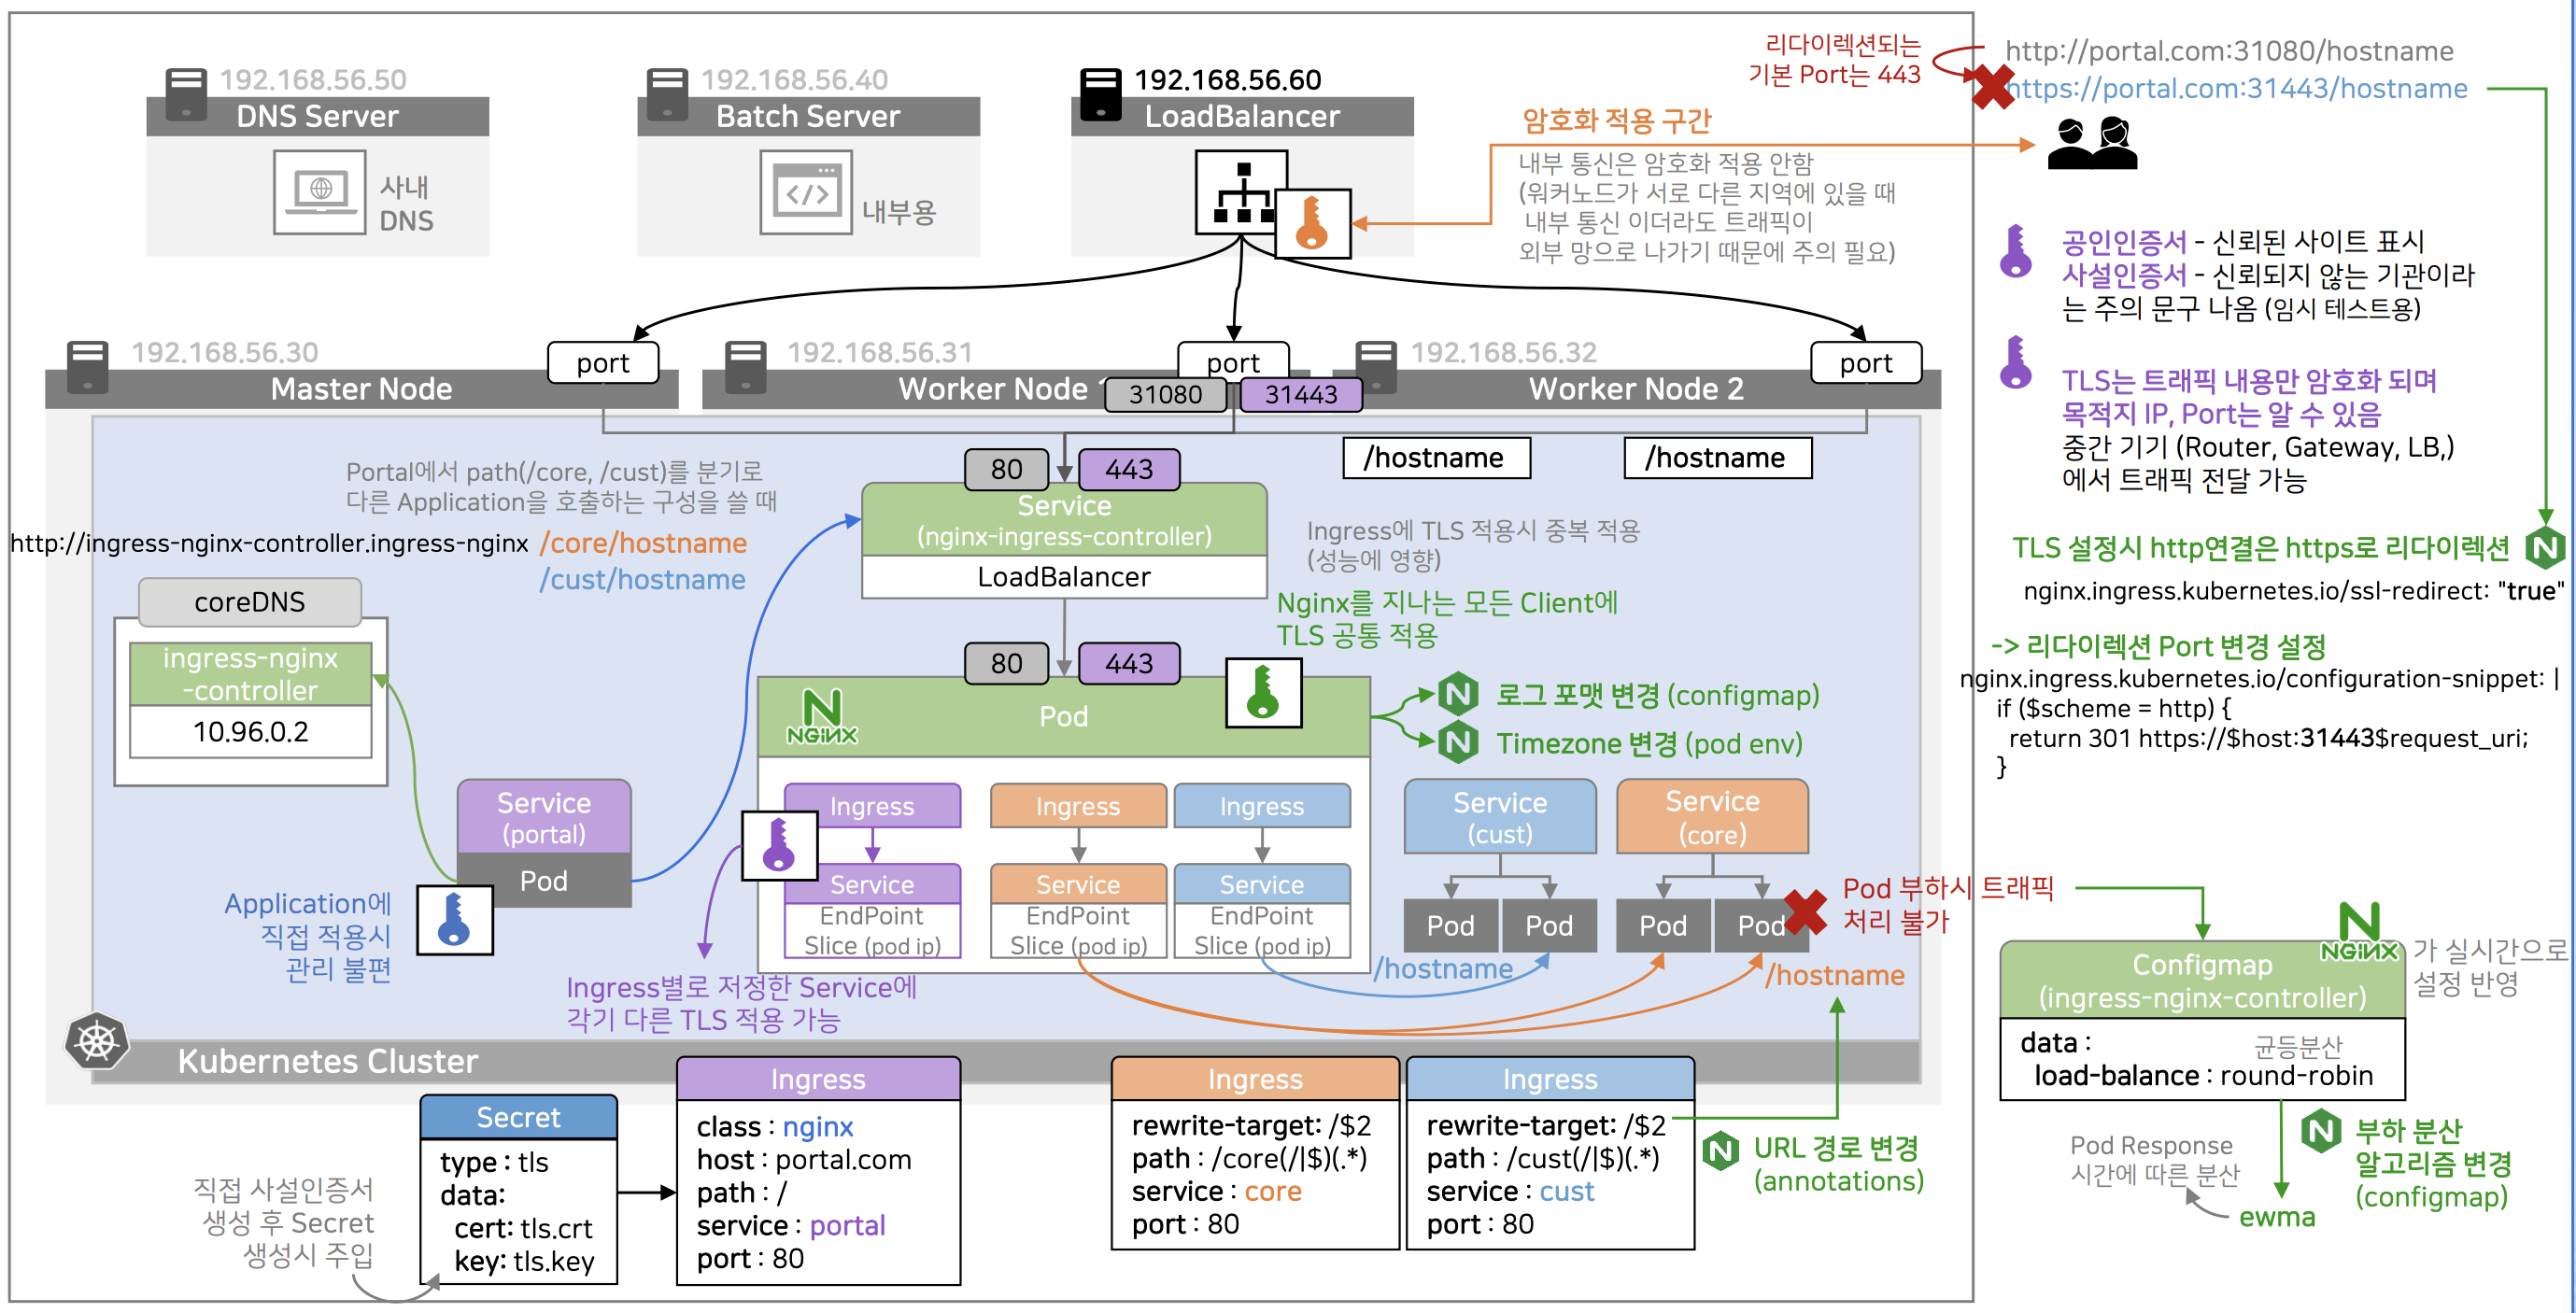 192.168.56.50
DNS Server
사내
DNS
192.168.56.40
Batch Server
내부용
192.168.56.60
LoadBalancer
리다이렉션되는
기본 Port는 443
http://portal.com:31080/hostname
https://portal.com:31443/hostname
암호화 적용 구간
내부 통신은 암호화 적용 안함
(워커노드가 서로 다른 지역에 있을 때
내부 통신 이더라도 트래픽이
외부 망으로 나가기 때문에 주의 필요)
공인인증서 - 신뢰된 사이트 표시
사설인증서 - 신뢰되지 않는 기관이라
는 주의 문구 나옴 (임시 테스트용)
TLS는 트래픽 내용만 암호화 되며
목적지 IP, Port는 알 수 있음
중간 기기 (Router, Gateway, LB,)
에서 트래픽 전달 가능
TLS 설정시 http연결은 https로 리다이렉션
nginx.ingress.kubernetes.io/ssl-redirect: "true"
-> 리다이렉션 Port 변경 설정
nginx.ingress.kubernetes.io/configuration-snippet: |
if ($scheme = http) {
return 301 https://$host:31443$request_uri;
}
192.168.56.30
port
Master Node
192.168.56.31
port
Worker Node 1
31080
31443
192.168.56.32
port
Worker Node 2
/hostname
/hostname
Portal에서 path(/core, /cust)를 분기로
다른 Application을 호출하는 구성을 쓸 때
http://ingress-nginx-controller.ingress-nginx /core/hostname
/cust/hostname
80
443
Service
(nginx-ingress-controller)
LoadBalancer
Ingress에 TLS 적용시 중복 적용
(성능에 영향)
Nginx를 지나는 모든 Client에
TLS 공통 적용
coreDNS
ingress-nginx
-controller
10.96.0.2
80
443
NGINX
Pod
로그 포맷 변경 (configmap)
Timezone 변경 (pod env)
Service
(portal)
Pod
Application에
직접 적용시
관리 불편
Ingress
Service
EndPoint
Slice (pod ip)
Ingress
Service
EndPoint
Slice (pod ip)
Ingress
Service
EndPoint
Slice (pod ip)
Ingress별로 저정한 Service에
각기 다른 TLS 적용 가능
Service
(cust)
Pod
Pod
Service
(core)
Pod
Pod
/hostname
/hostname
Pod 부하시 트래픽
처리 불가
Kubernetes Cluster
직접 사설인증서
생성 후 Secret
생성시 주입
Secret
type : tls
data:
cert: tls.crt
key: tls.key
Ingress
class : nginx
host : portal.com
path : /
service : portal
port : 80
Ingress
rewrite-target: /$2
path : /core(/|$)(.*)
service : core
port : 80
Ingress
rewrite-target: /$2
path : /cust(/|$)(.*)
service : cust
port : 80
URL 경로 변경
(annotations)
NGINX
가 실시간으로
설정 반영
Configmap
(ingress-nginx-controller)
data :
균등분산
load-balance : round-robin
Pod Response
시간에 따른 분산
ewma
부하 분산
알고리즘 변경
(configmap)